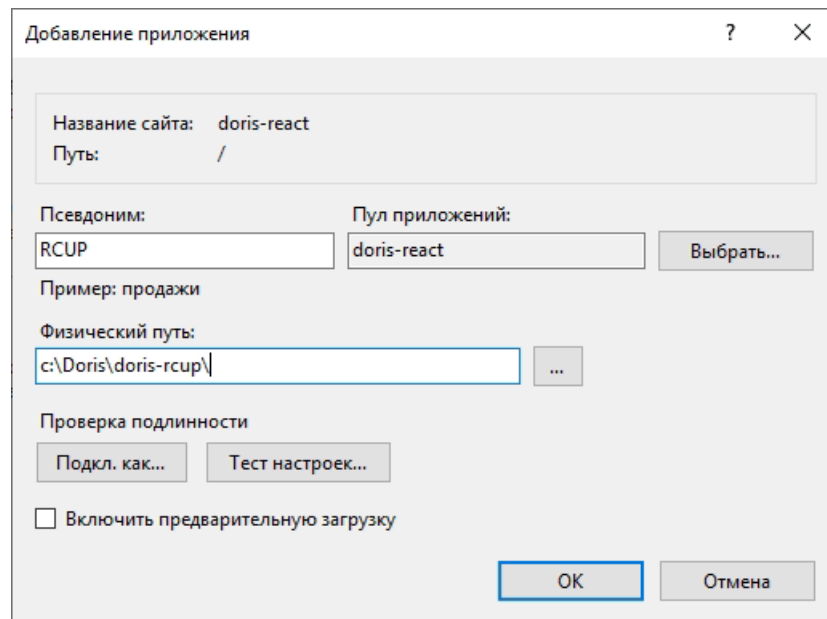 Добавление приложения ?
Название сайта: doris-react
Путь: /
Псевдоним: Пул приложений:
RCUP doris-react Выбрать...
Пример: продажи
Физический путь:
c:\Doris\doris-rcup\ ...
Проверка подлинности
Подкл. как... Тест настроек...
Включить предварительную загрузку
OK Отмена